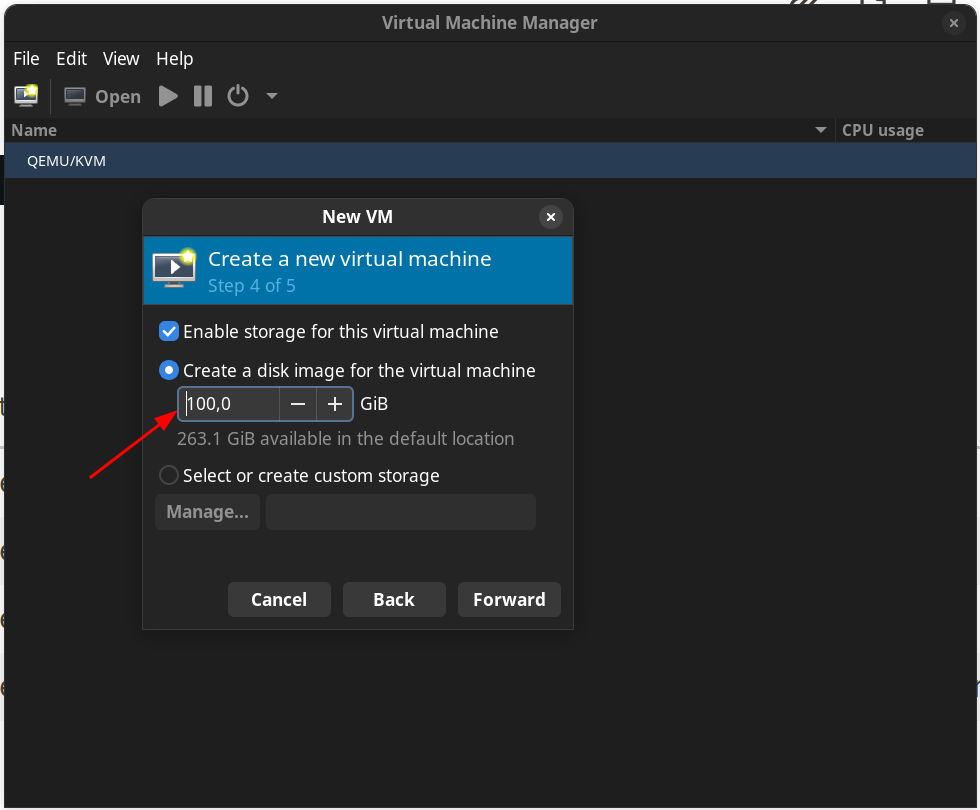 Virtual Machine Manager
File Edit View Help
Open
Name CPU usage
QEMU/KVM
New VM
Create a new virtual machine
Step 4 of 5
Enable storage for this virtual machine
Create a disk image for the virtual machine
100,0 − + GiB
263.1 GiB available in the default location
Select or create custom storage
Manage...
Cancel Back Forward